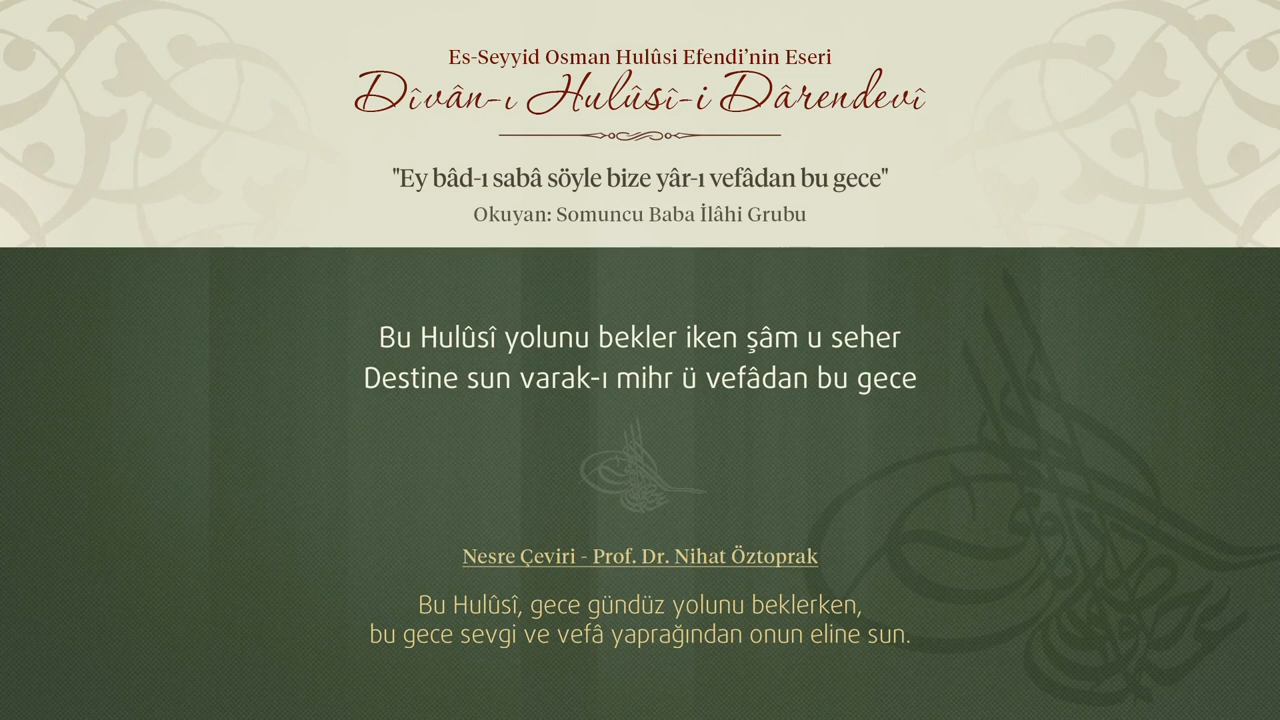 Es-Seyyid Osman Hulûsi Efendi’nin Eseri
Dîvân-ı Hulûsî-i Dârendevî
"Ey bâd-ı sabâ söyle bize yâr-ı vefâdan bu gece"
Okuyan: Somuncu Baba İlâhi Grubu
Bu Hulûsî yolunu bekler iken şâm u seher
Destine sun varak-ı mihr ü vefâdan bu gece
Nesre Çeviri - Prof. Dr. Nihat Öztoprak
Bu Hulûsî, gece gündüz yolunu beklerken,
bu gece sevgi ve vefâ yaprağından onun eline sun.